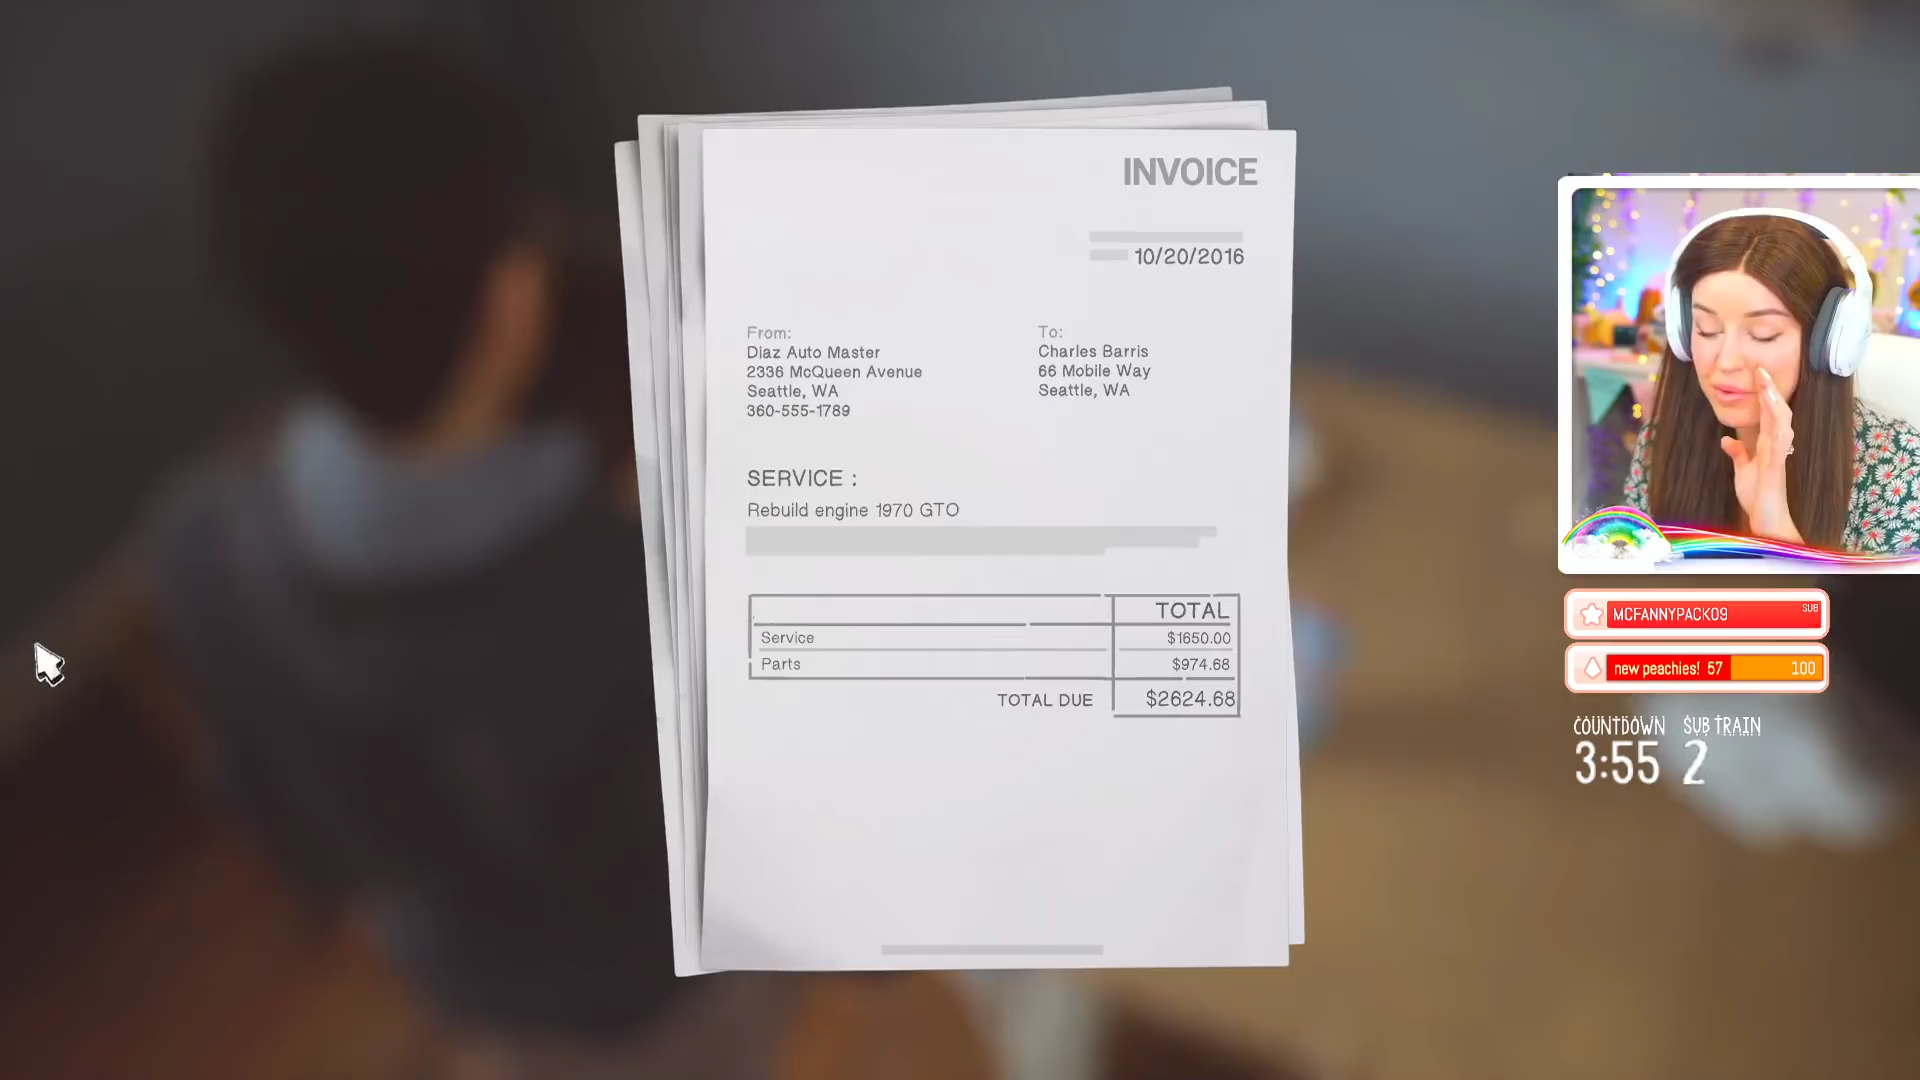 INVOICE
10/20/2016
From:
Diaz Auto Master
2336 McQueen Avenue
Seattle, WA
360-555-1789
To:
Charles Barris
66 Mobile Way
Seattle, WA
SERVICE :
Rebuild engine 1970 GTO
TOTAL
Service $1650.00
Parts $974.68
TOTAL DUE $2624.68
MCFANNYPACK09 SUB
new peachies! 57 100
COUNTDOWN SUB TRAIN
3:55 2